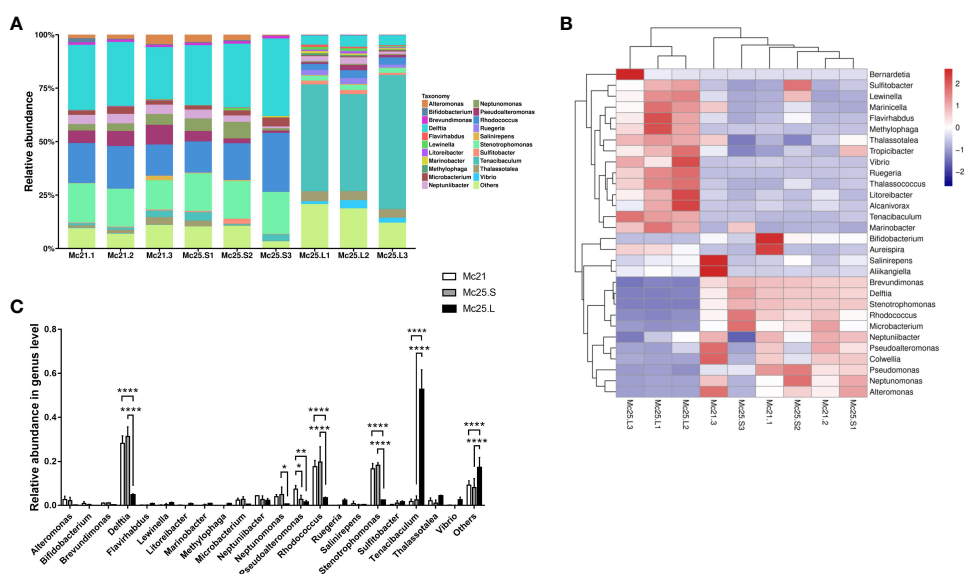 A
100%
75%
50%
25%
0%
Relative abundance
Mc21.1
Mc21.2
Mc21.3
Mc25.S1
Mc25.S2
Mc25.S3
Mc25.L1
Mc25.L2
Mc25.L3
Taxonomy
Alteromonas
Bifidobacterium
Brevundimonas
Delftia
Flavirhabdus
Lewinella
Litoreibacter
Marinobacter
Methylophaga
Microbacterium
Neptuniibacter
Neptunomonas
Pseudoalteromonas
Rhodococcus
Ruegeria
Salinirepens
Stenotrophomonas
Sulfitobacter
Tenacibaculum
Thalassotalea
Vibrio
Others
B
Bernardetia
Sulfitobacter
Lewinella
Marinicella
Flavirhabdus
Methylophaga
Thalassotalea
Tropicibacter
Vibrio
Ruegeria
Thalassococcus
Litoreibacter
Alcanivorax
Tenacibaculum
Marinobacter
Bifidobacterium
Aureispira
Salinirepens
Aliikangiella
Brevundimonas
Delftia
Stenotrophomonas
Rhodococcus
Microbacterium
Neptuniibacter
Pseudoalteromonas
Colwellia
Pseudomonas
Neptunomonas
Alteromonas
2
1
0
−1
−2
Mc25.L3
Mc25.L1
Mc25.L2
Mc21.3
Mc25.S3
Mc21.1
Mc25.S2
Mc21.2
Mc25.S1
C
Mc21
Mc25.S
Mc25.L
Relative abundance in genus level
0.8
0.6
0.4
0.2
0.0
****
****
*
**
*
****
****
****
****
****
****
****
****
Alteromonas
Bifidobacterium
Brevundimonas
Delftia
Flavirhabdus
Lewinella
Litoreibacter
Marinobacter
Methylophaga
Microbacterium
Neptuniibacter
Neptunomonas
Pseudoalteromonas
Rhodococcus
Ruegeria
Salinirepens
Stenotrophomonas
Sulfitobacter
Tenacibaculum
Thalassotalea
Vibrio
Others